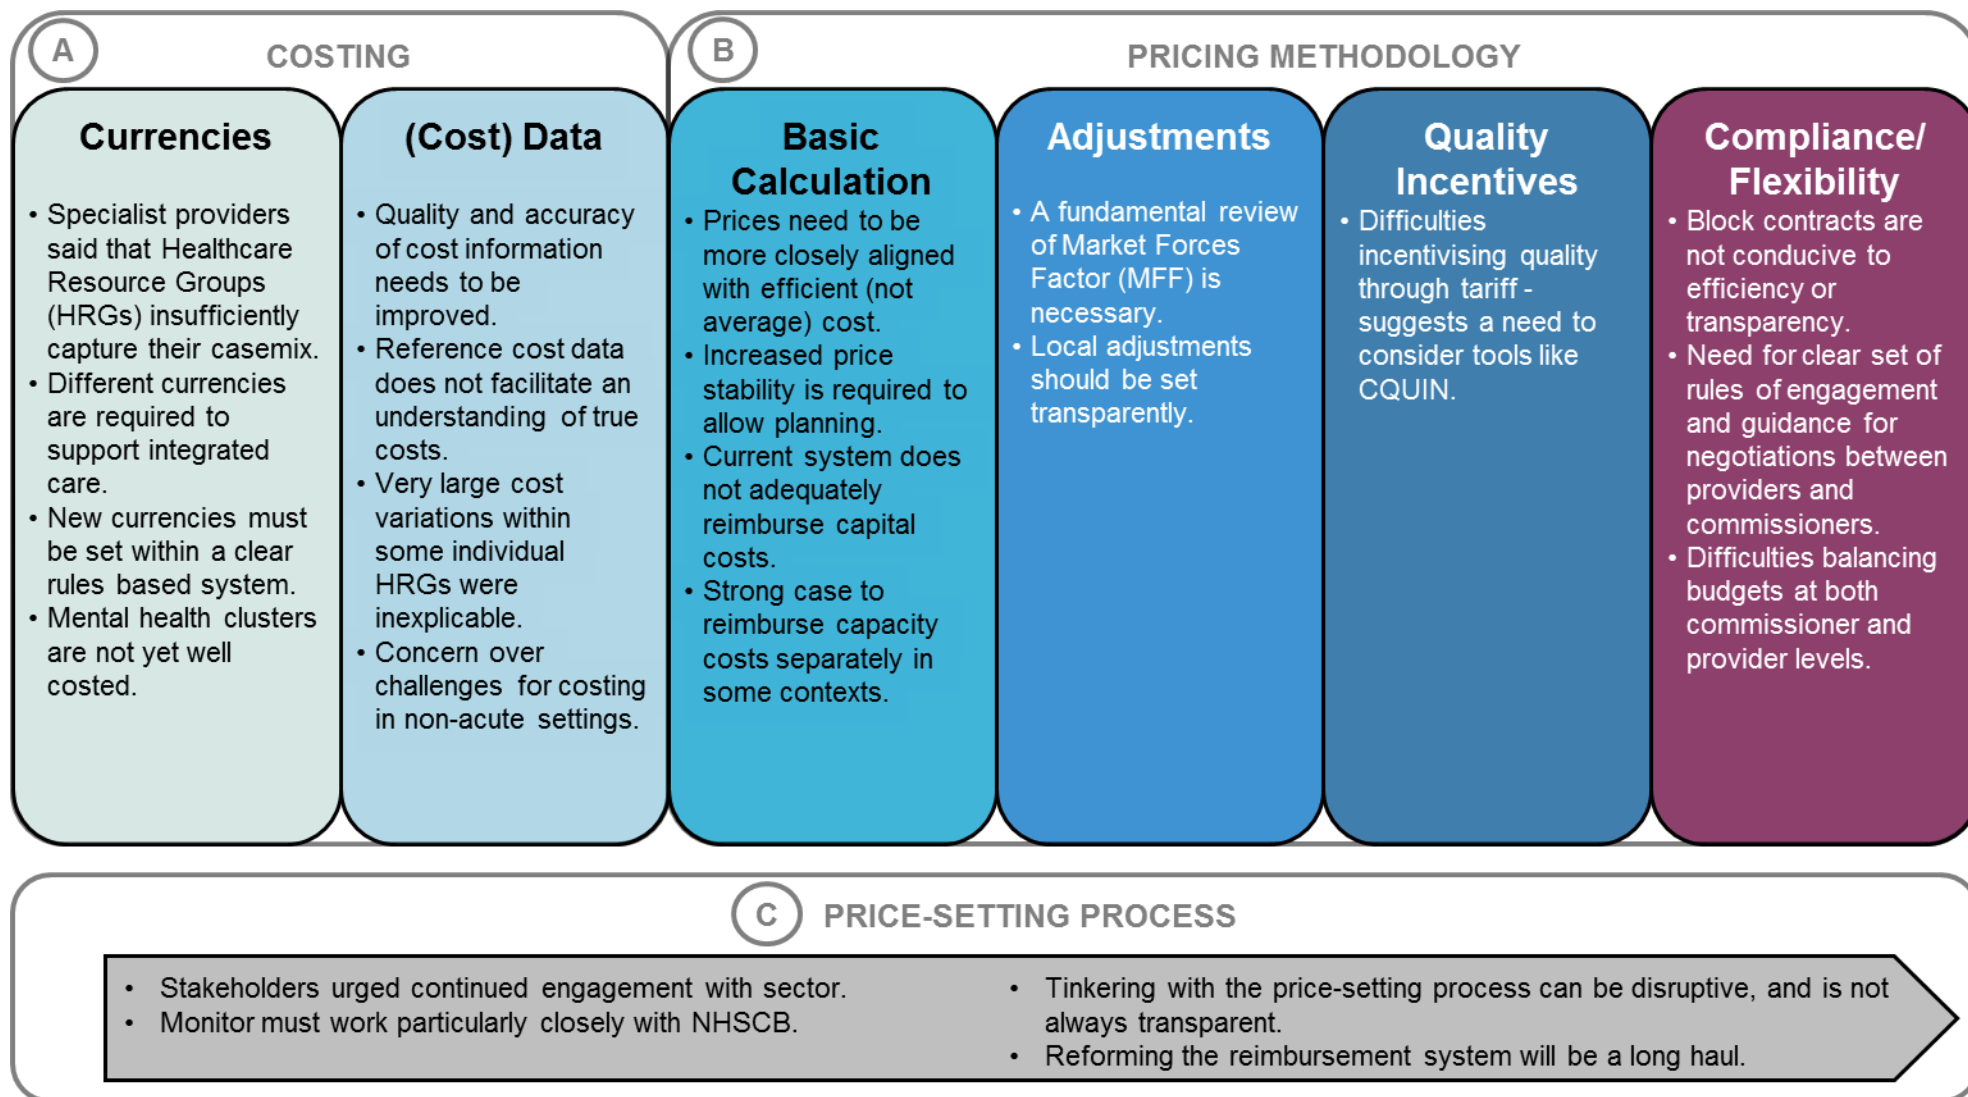 A
COSTING
B
PRICING METHODOLOGY
Currencies
• Specialist providers
said that Healthcare
Resource Groups
(HRGs) insufficiently
capture their casemix.
• Different currencies
are required to
support integrated
care.
• New currencies must
be set within a clear
rules based system.
• Mental health clusters
are not yet well
costed.
(Cost) Data
• Quality and accuracy
of cost information
needs to be
improved.
• Reference cost data
does not facilitate an
understanding of true
costs.
• Very large cost
variations within
some individual
HRGs were
inexplicable.
• Concern over
challenges for costing
in non-acute settings.
Basic
Calculation
• Prices need to be
more closely aligned
with efficient (not
average) cost.
• Increased price
stability is required to
allow planning.
• Current system does
not adequately
reimburse capital
costs.
• Strong case to
reimburse capacity
costs separately in
some contexts.
Adjustments
• A fundamental review
of Market Forces
Factor (MFF) is
necessary.
• Local adjustments
should be set
transparently.
Quality
Incentives
• Difficulties
incentivising quality
through tariff -
suggests a need to
consider tools like
CQUIN.
Compliance/
Flexibility
• Block contracts are
not conducive to
efficiency or
transparency.
• Need for clear set of
rules of engagement
and guidance for
negotiations between
providers and
commissioners.
• Difficulties balancing
budgets at both
commissioner and
provider levels.
C
PRICE-SETTING PROCESS
• Stakeholders urged continued engagement with sector.
• Monitor must work particularly closely with NHSCB.
• Tinkering with the price-setting process can be disruptive, and is not
always transparent.
• Reforming the reimbursement system will be a long haul.